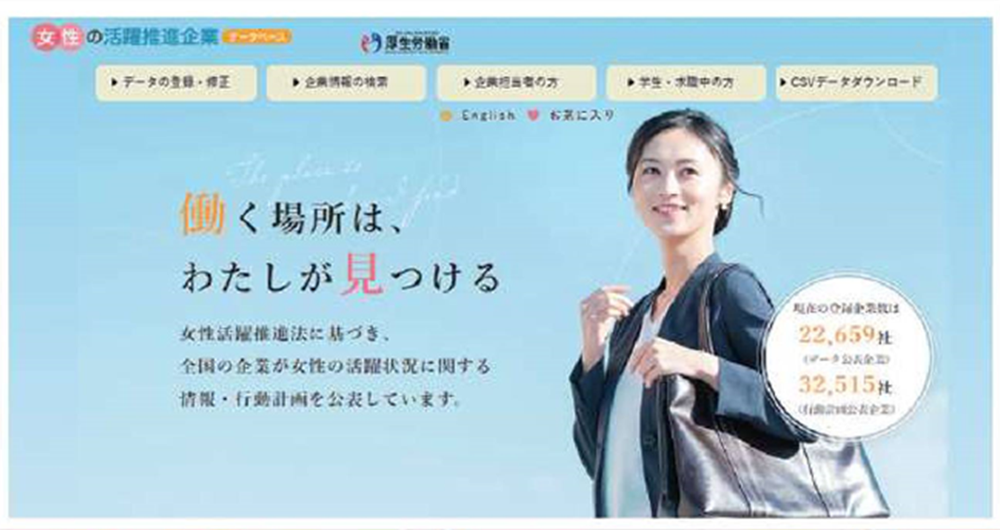 女性の活躍推進企業 データベース
厚生労働省
データの登録・修正
企業情報の検索
企業担当者の方
学生・求職中の方
CSVデータダウンロード
English
お気に入り
The place
働く場所は、
わたしが見つける
女性活躍推進法に基づき、
全国の企業が女性の活躍状況に関する
情報・行動計画を公表しています。
現在の登録企業数は
22,659社
(データ公表企業)
32,515社
(行動計画公表企業)